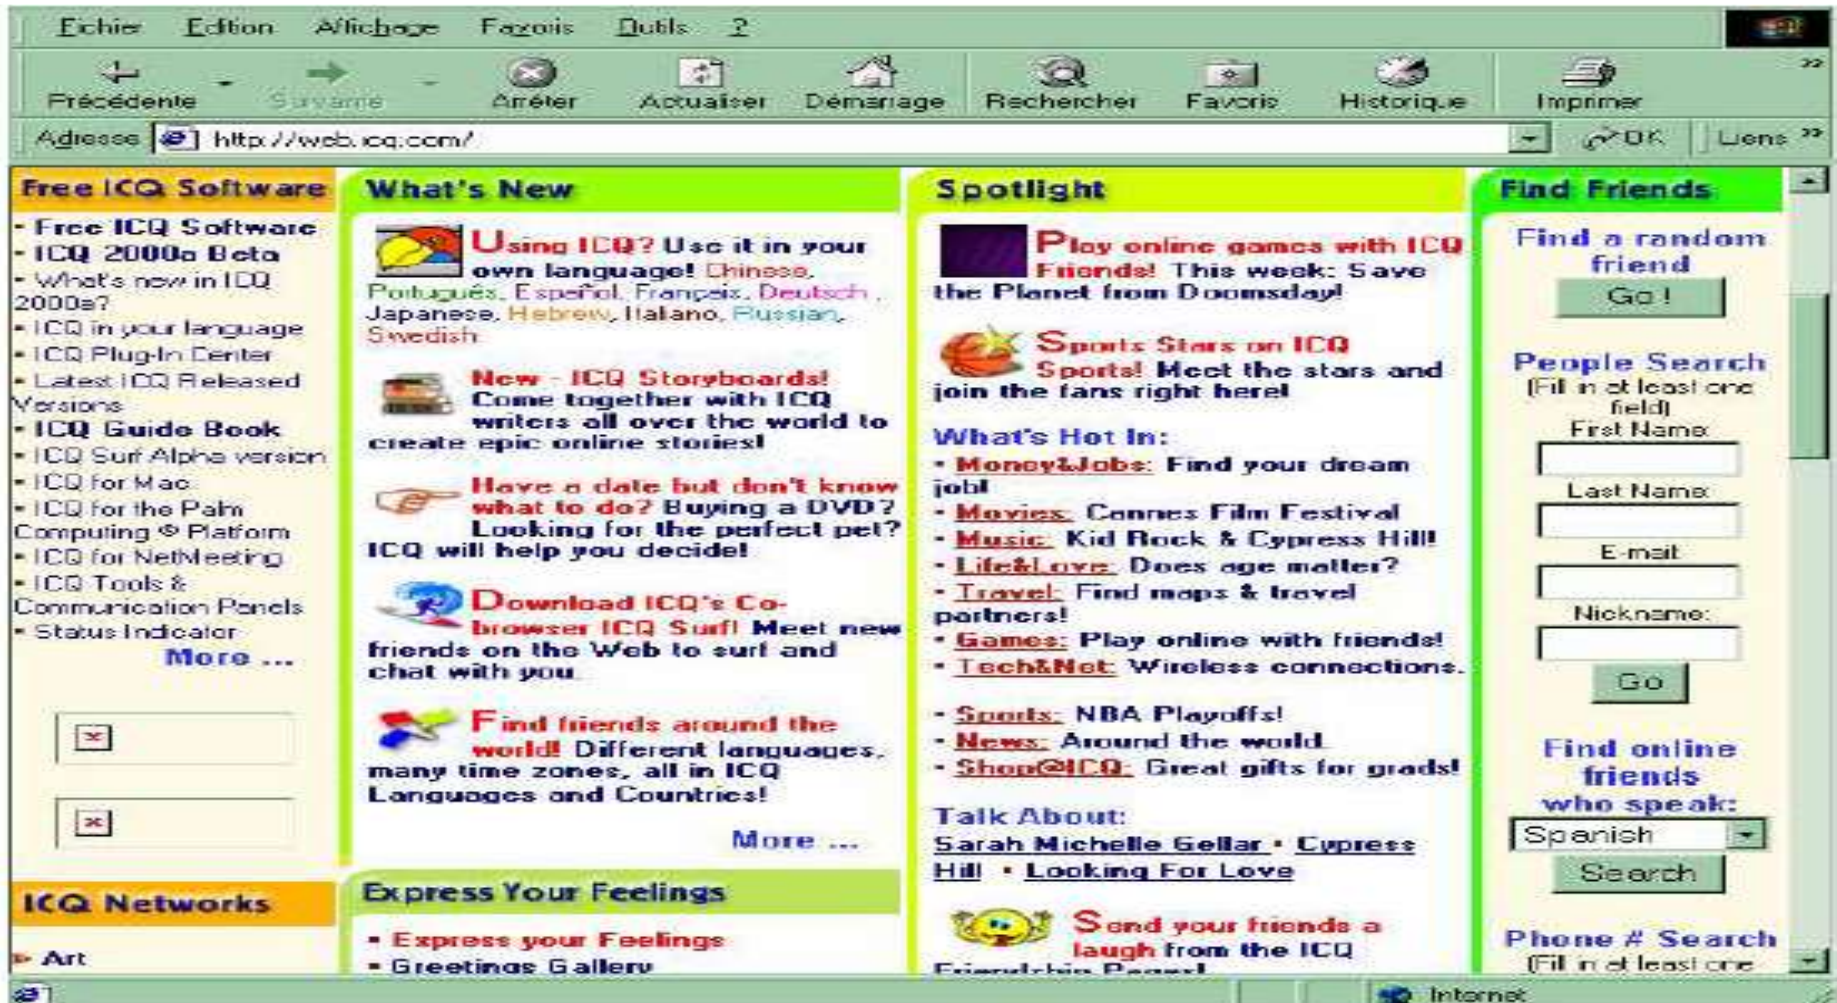 Fichier Edition Affichage Favoris Outils ?
Précédente Suivante Arrêter Actualiser Démarrage Rechercher Favoris Historique Imprimer »
Adresse http://web.icq.com/ OK Liens »
Free ICQ Software
• Free ICQ Software
• ICQ 2000a Beta
• What's new in ICQ
2000a?
• ICQ in your language
• ICQ Plug-In Center
• Latest ICQ Released
Versions
• ICQ Guide Book
• ICQ Surf Alpha version
• ICQ for Mac
• ICQ for the Palm
Computing ® Platform
• ICQ for NetMeeting
• ICQ Tools &
Communication Panels
• Status Indicator
More ...
ICQ Networks
Art
What's New
Using ICQ? Use it in your
own language! Chinese,
Português, Español, Français, Deutsch ,
Japanese, Hebrew, Italiano, Russian,
Swedish
New - ICQ Storyboards!
Come together with ICQ
writers all over the world to
create epic online stories!
Have a date but don't know
what to do? Buying a DVD?
Looking for the perfect pet?
ICQ will help you decide!
Download ICQ's Co-
browser ICQ Surf! Meet new
friends on the Web to surf and
chat with you.
Find friends around the
world! Different languages,
many time zones, all in ICQ
Languages and Countries!
More ...
Express Your Feelings
• Express your Feelings
• Greetings Gallery
Spotlight
Play online games with ICQ
Friends! This week: Save
the Planet from Doomsday!
Sports Stars on ICQ
Sports! Meet the stars and
join the fans right here!
What's Hot In:
• Money&Jobs: Find your dream
job!
• Movies: Cannes Film Festival
• Music: Kid Rock & Cypress Hill!
• Life&Love: Does age matter?
• Travel: Find maps & travel
partners!
• Games: Play online with friends!
• Tech&Net: Wireless connections.
• Sports: NBA Playoffs!
• News: Around the world.
• Shop@ICQ: Great gifts for grads!
Talk About:
Sarah Michelle Gellar • Cypress
Hill • Looking For Love
Send your friends a
laugh from the ICQ
Friendship Pages!
Find Friends
Find a random
friend
Go !
People Search
(Fill in at least one
field)
First Name:
Last Name:
E-mail:
Nickname:
Go
Find online
friends
who speak:
Spanish
Search
Phone # Search
(Fill in at least one
Internet